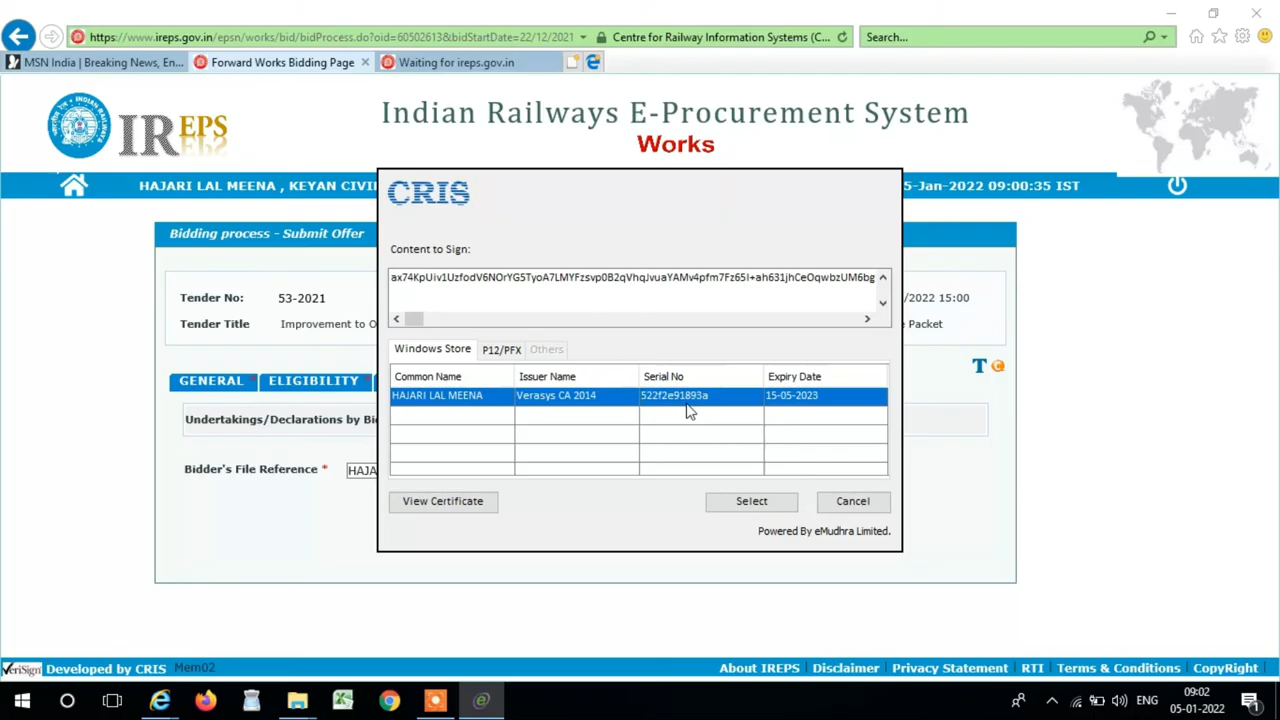 https://www.ireps.gov.in/epsn/works/bid/bidProcess.do?oid=60502613&bidStartDate=22/12/2021
Centre for Railway Information Systems (C...
Search...
MSN India | Breaking News, En...
Forward Works Bidding Page
Waiting for ireps.gov.in
IREPS
Indian Railways E-Procurement System
Works
HAJARI LAL MEENA , KEYAN CIVI
5-Jan-2022 09:00:35 IST
CRIS
Bidding process - Submit Offer
Content to Sign:
ax74KpUiv1UzfodV6NOrYG5TyoA7LMYFzsvp0B2qVhqJvuaYAMv4pfm7Fz65I+ah631jhCeOqwbzUM6bg
Tender No: 53-2021
/2022 15:00
Tender Title Improvement to O
e Packet
Windows Store P12/PFX Others
Common Name Issuer Name Serial No Expiry Date
HAJARI LAL MEENA Verasys CA 2014 522f2e91893a 15-05-2023
GENERAL ELIGIBILITY
T
Undertakings/Declarations by Bi
Bidder's File Reference * HAJA
View Certificate Select Cancel
Powered By eMudhra Limited.
VeriSign Developed by CRIS Mem02
About IREPS Disclaimer Privacy Statement RTI Terms & Conditions CopyRight
ENG
09:02
05-01-2022